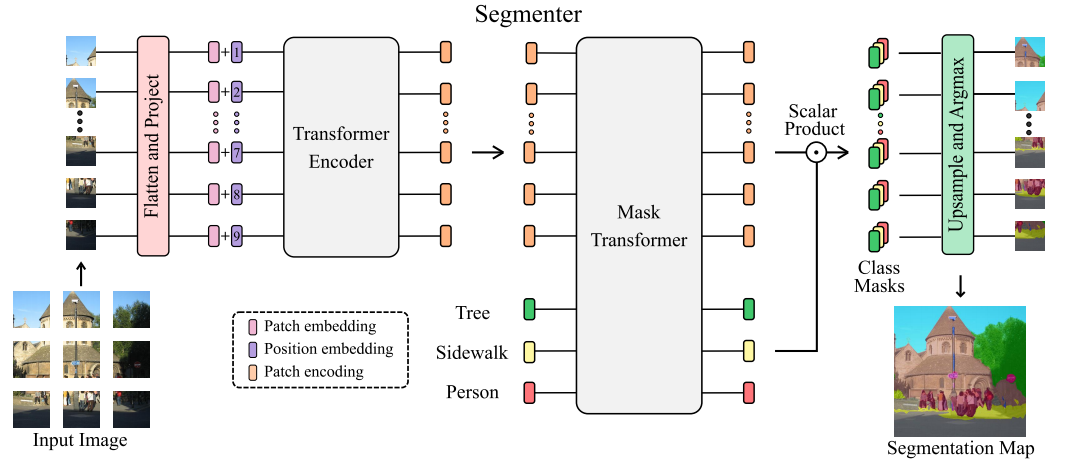 Segmenter
Flatten and Project
+ 1
+ 2
+ 7
+ 8
+ 9
Transformer
Encoder
Mask
Transformer
Scalar
Product
Upsample and Argmax
Class
Masks
Tree
Sidewalk
Person
Patch embedding
Position embedding
Patch encoding
Input Image
Segmentation Map